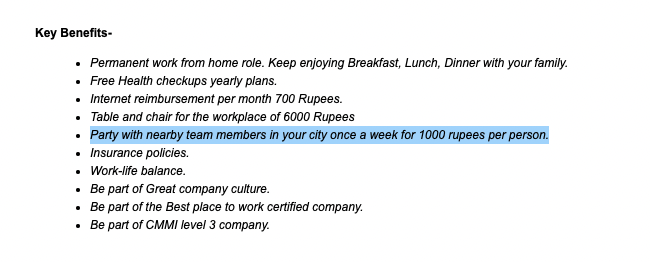 Key Benefits-
• Permanent work from home role. Keep enjoying Breakfast, Lunch, Dinner with your family.
• Free Health checkups yearly plans.
• Internet reimbursement per month 700 Rupees.
• Table and chair for the workplace of 6000 Rupees
• Party with nearby team members in your city once a week for 1000 rupees per person.
• Insurance policies.
• Work-life balance.
• Be part of Great company culture.
• Be part of the Best place to work certified company.
• Be part of CMMI level 3 company.